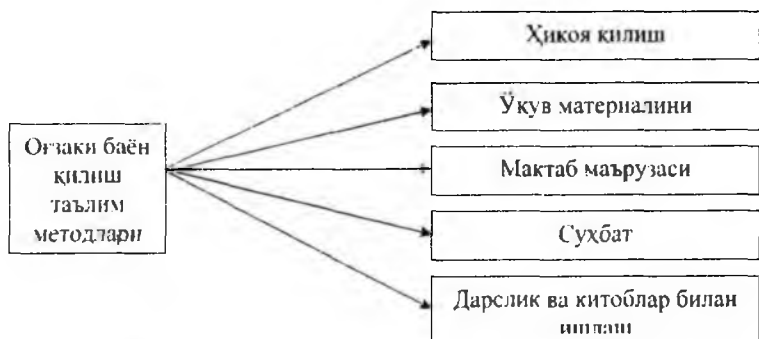 Оғзаки баён
қилиш
таълим
методлари
Ҳикоя қилиш
Ўқув материалини
Мактаб маърузаси
Суҳбат
Дарслик ва китоблар билан
ишлаш